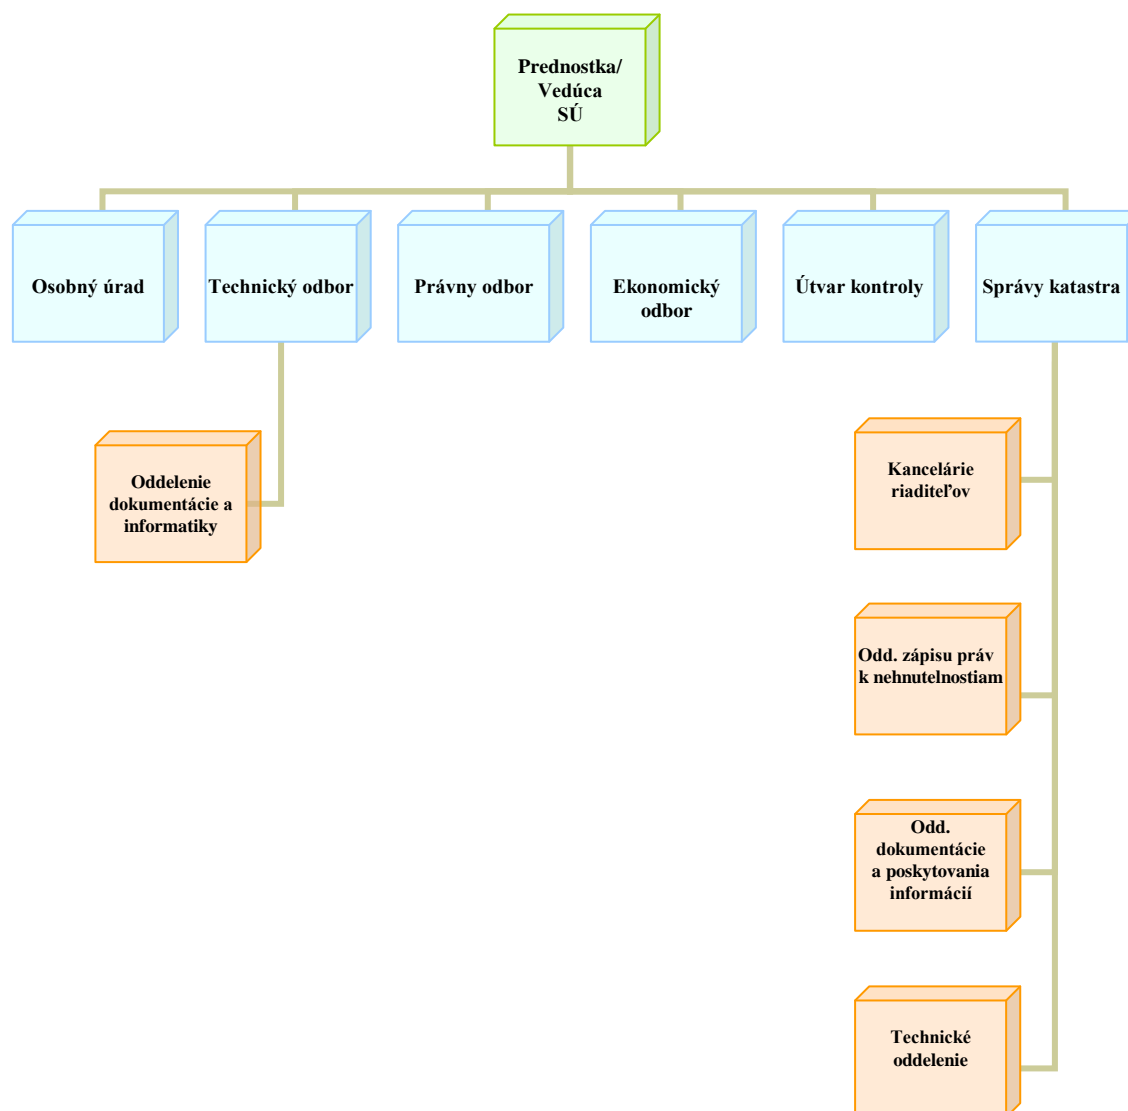 Prednostka/
Vedúca
SÚ
Osobný úrad
Technický odbor
Právny odbor
Ekonomický
odbor
Útvar kontroly
Správy katastra
Oddelenie
dokumentácie a
informatiky
Kancelárie
riaditeľov
Odd. zápisu práv
k nehnutelnostiam
Odd.
dokumentácie
a poskytovania
informácií
Technické
oddelenie